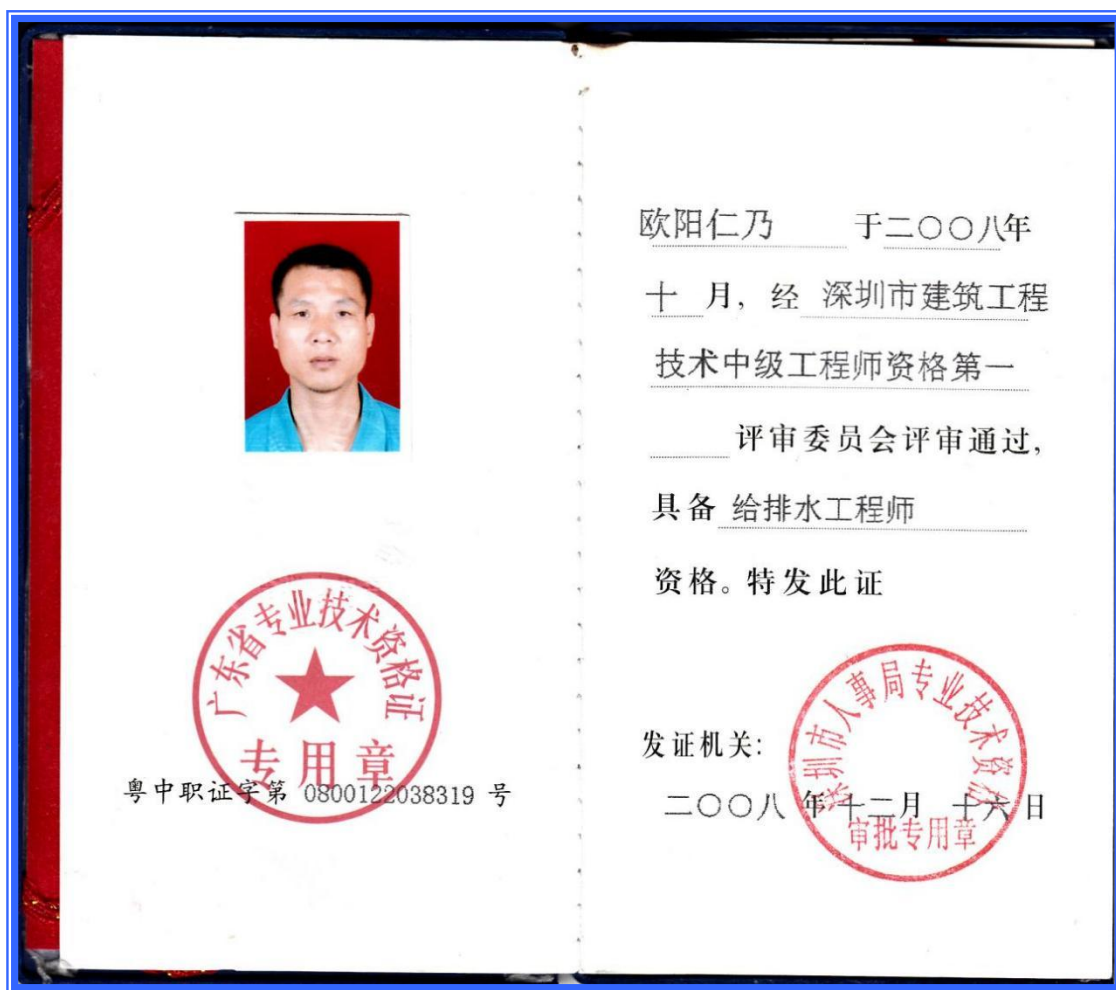 广东省专业技术资格证
专用章
粤中职证字第 0800122038319 号
欧阳仁乃 于二〇〇八年
十 月, 经 深圳市建筑工程
技术中级工程师资格第一
评审委员会评审通过,
具备 给排水工程师
资格。特发此证
深圳市人事局专业技术资格
审批专用章
发证机关:
二〇〇八 年 十二月 十六 日